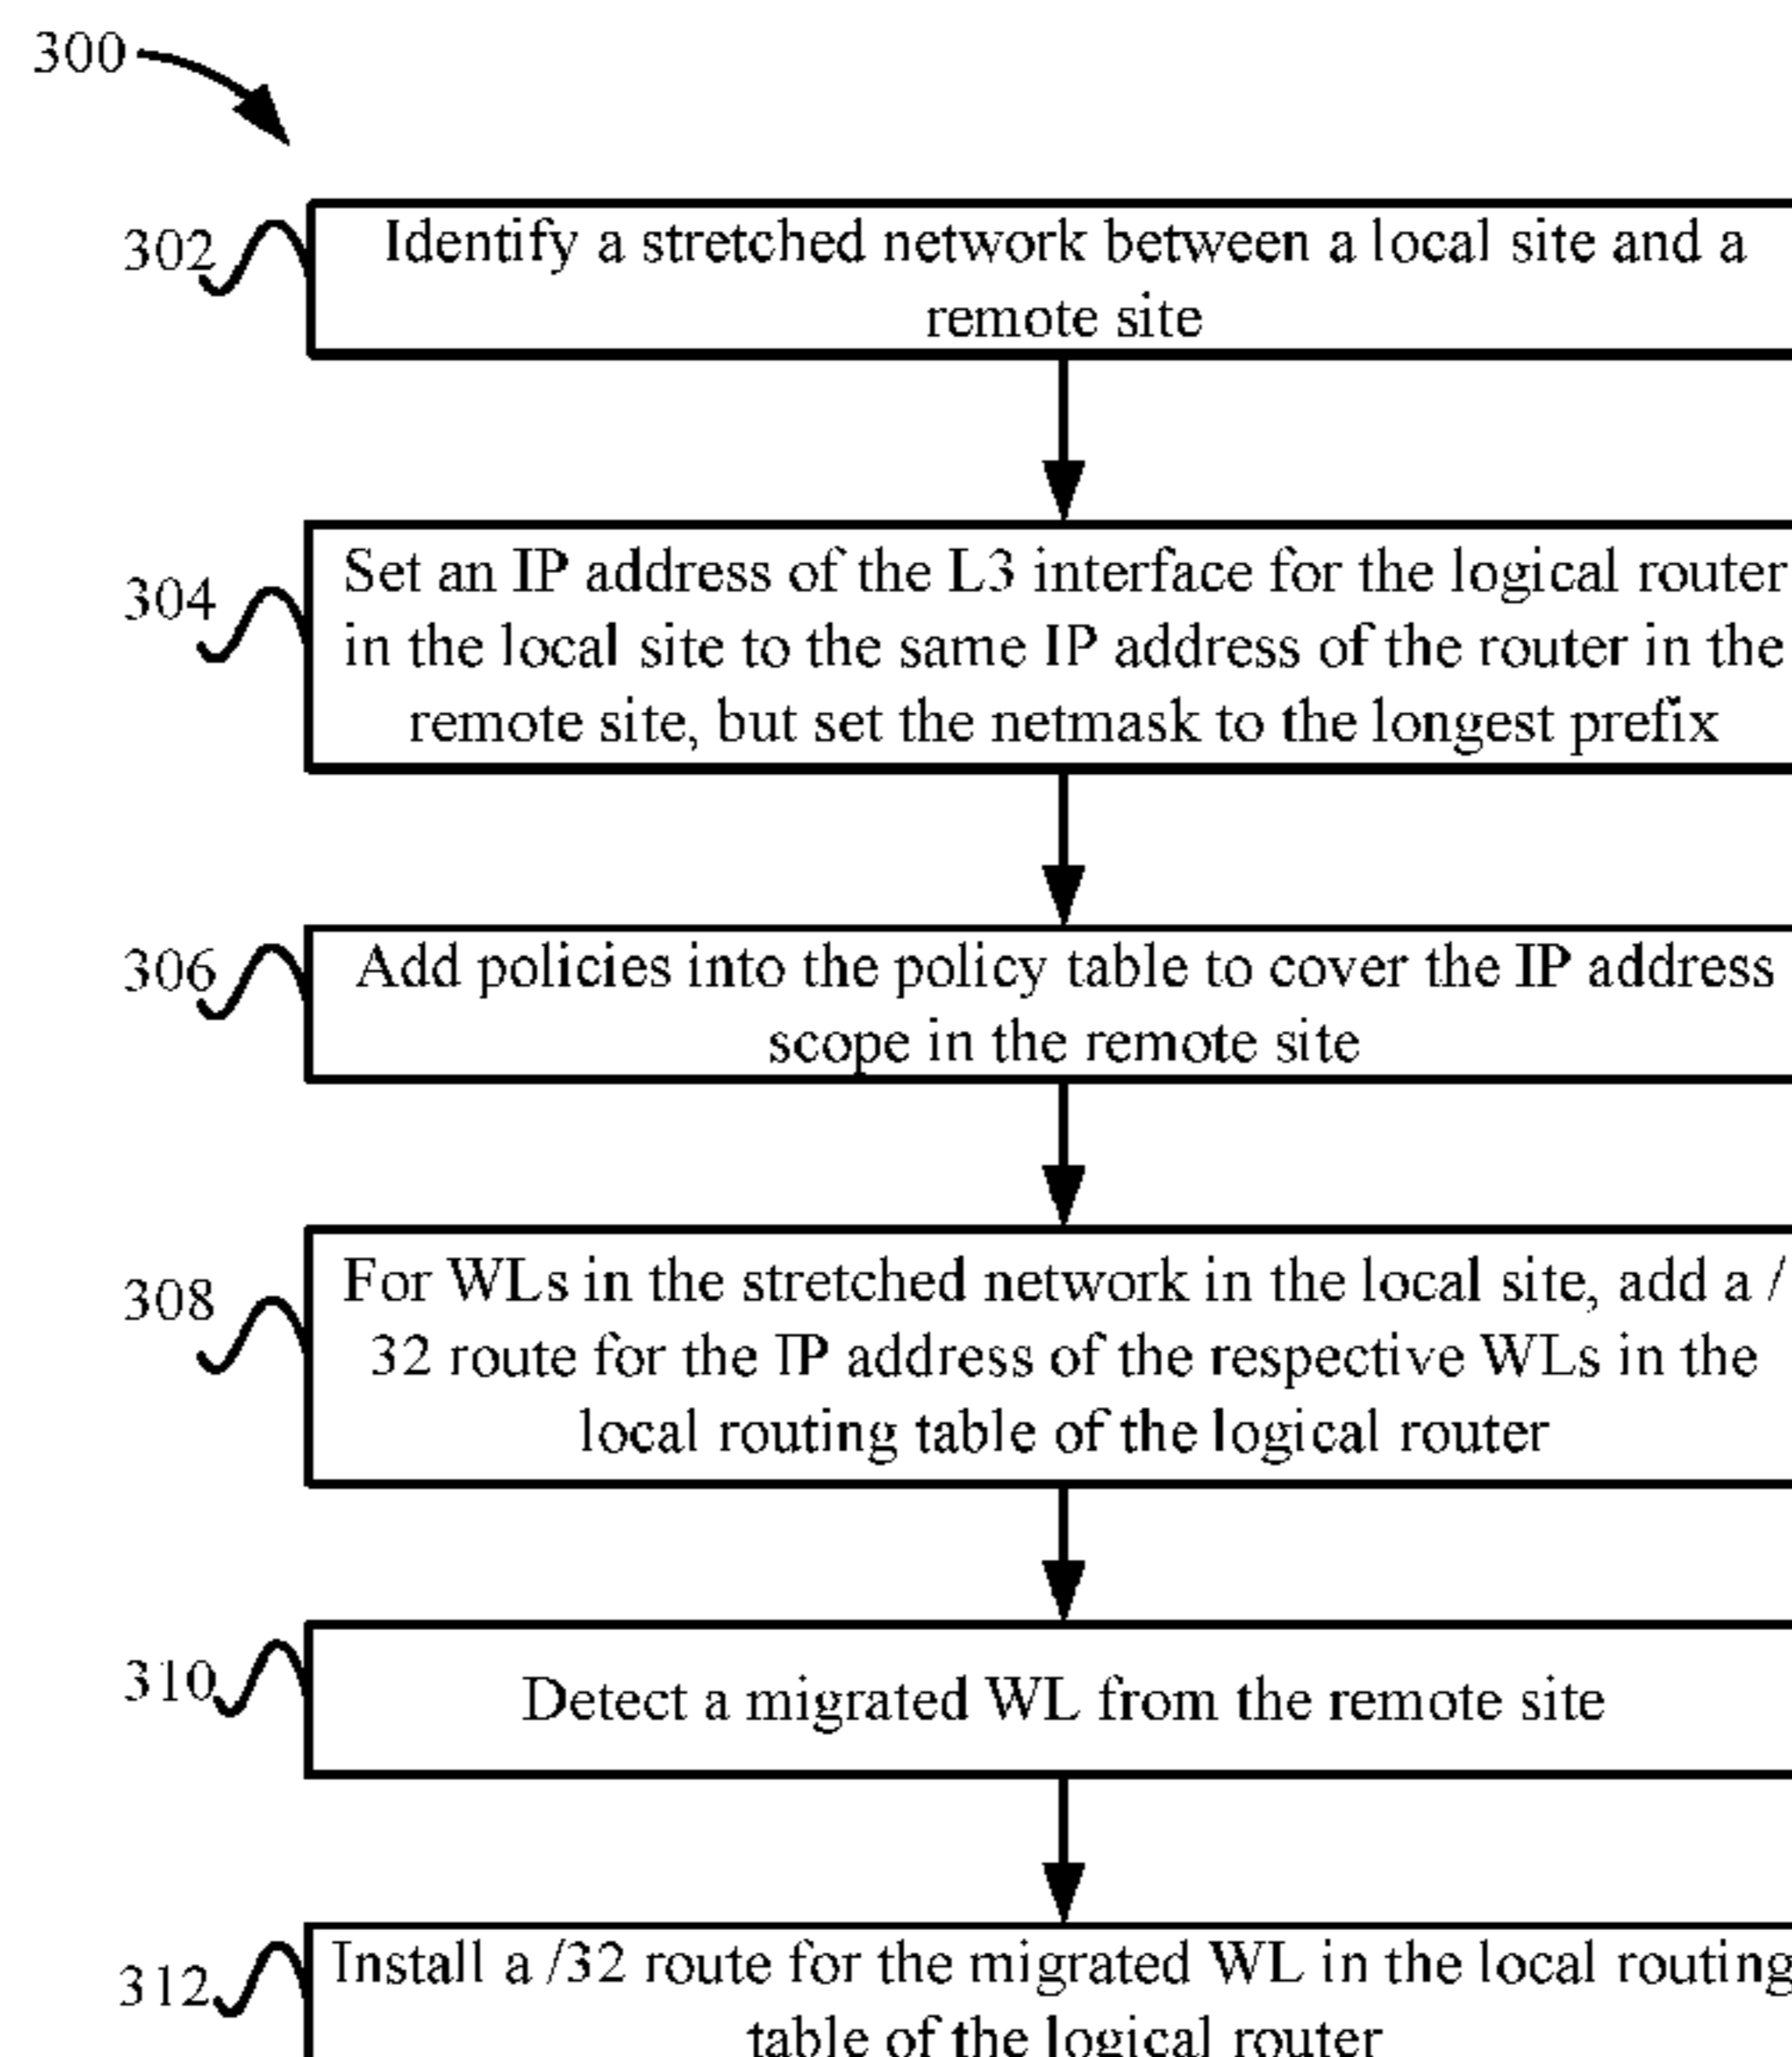 300
302
Identify a stretched network between a local site and a
remote site
304
Set an IP address of the L3 interface for the logical router
in the local site to the same IP address of the router in the
remote site, but set the netmask to the longest prefix
306
Add policies into the policy table to cover the IP address
scope in the remote site
308
For WLs in the stretched network in the local site, add a /
32 route for the IP address of the respective WLs in the
local routing table of the logical router
310
Detect a migrated WL from the remote site
312
Install a /32 route for the migrated WL in the local routing
table of the logical router